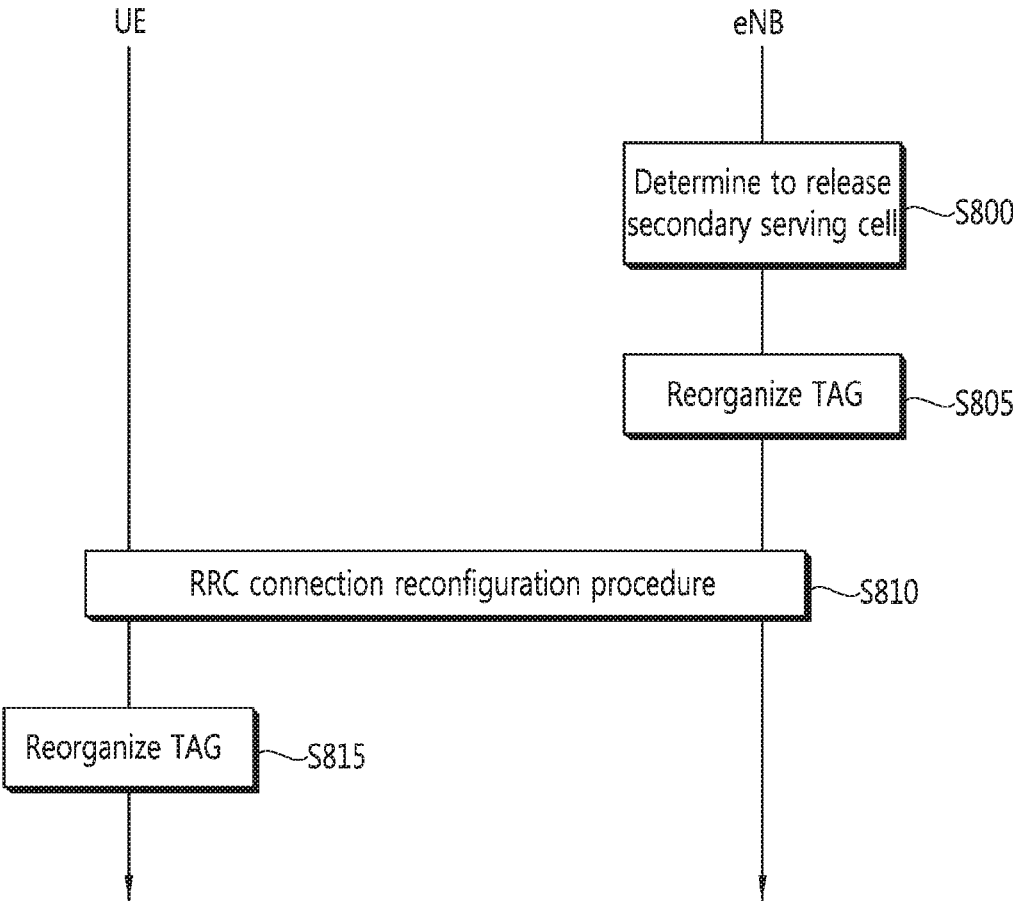 UE
eNB
Determine to release
secondary serving cell
S800
Reorganize TAG
S805
RRC connection reconfiguration procedure
S810
Reorganize TAG
S815